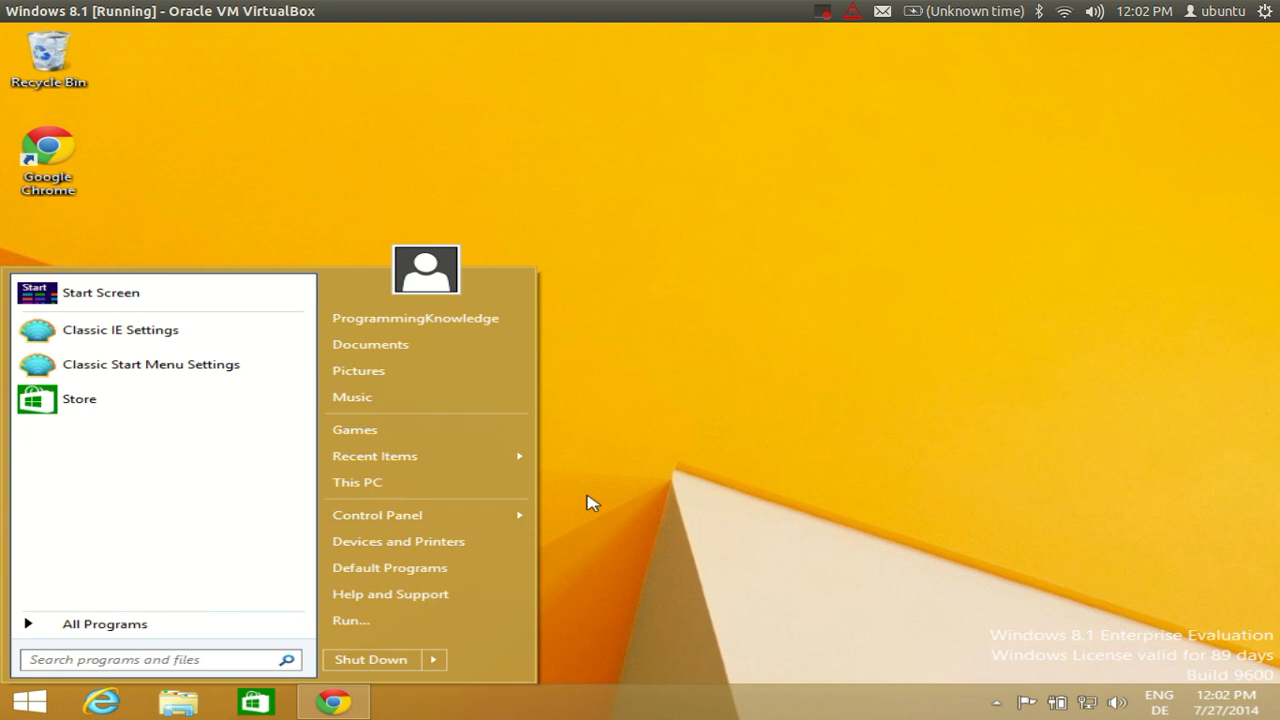 Windows 8.1 [Running] - Oracle VM VirtualBox
(Unknown time)
12:02 PM
ubuntu
Recycle Bin
Google
Chrome
Start
Start Screen
Classic IE Settings
Classic Start Menu Settings
Store
All Programs
Search programs and files
ProgrammingKnowledge
Documents
Pictures
Music
Games
Recent Items
This PC
Control Panel
Devices and Printers
Default Programs
Help and Support
Run...
Shut Down
Windows 8.1 Enterprise Evaluation
Windows License valid for 89 days
Build 9600
ENG
DE
12:02 PM
7/27/2014